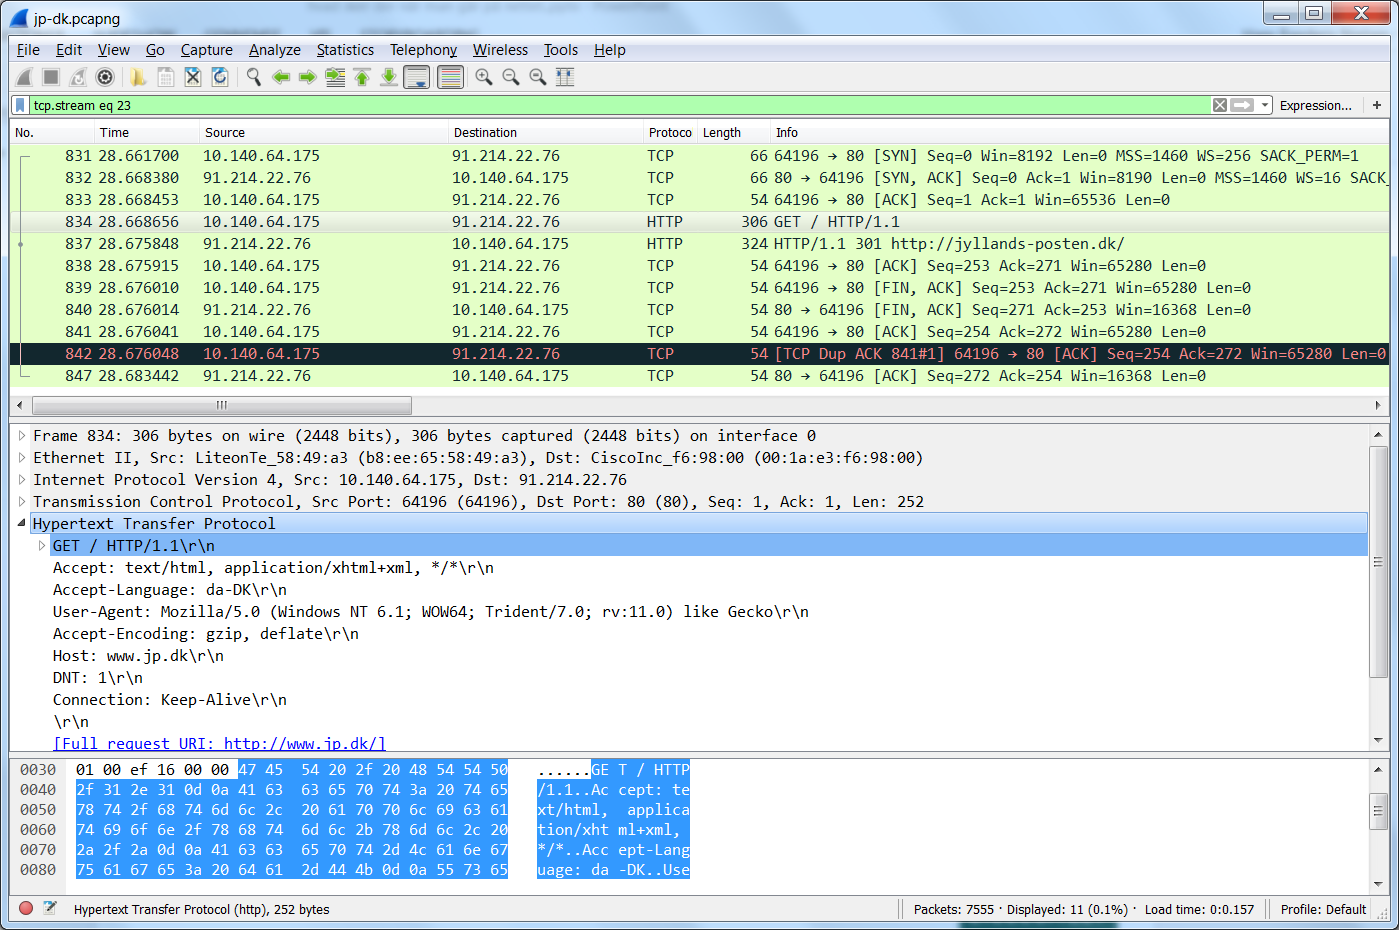 jp-dk.pcapng
File Edit View Go Capture Analyze Statistics Telephony Wireless Tools Help
tcp.stream eq 23 Expression... +
No. Time Source Destination Protoco Length Info
831 28.661700 10.140.64.175 91.214.22.76 TCP 66 64196 → 80 [SYN] Seq=0 Win=8192 Len=0 MSS=1460 WS=256 SACK_PERM=1
832 28.668380 91.214.22.76 10.140.64.175 TCP 66 80 → 64196 [SYN, ACK] Seq=0 Ack=1 Win=8190 Len=0 MSS=1460 WS=16 SACK_
833 28.668453 10.140.64.175 91.214.22.76 TCP 54 64196 → 80 [ACK] Seq=1 Ack=1 Win=65536 Len=0
834 28.668656 10.140.64.175 91.214.22.76 HTTP 306 GET / HTTP/1.1
837 28.675848 91.214.22.76 10.140.64.175 HTTP 324 HTTP/1.1 301 http://jyllands-posten.dk/
838 28.675915 10.140.64.175 91.214.22.76 TCP 54 64196 → 80 [ACK] Seq=253 Ack=271 Win=65280 Len=0
839 28.676010 10.140.64.175 91.214.22.76 TCP 54 64196 → 80 [FIN, ACK] Seq=253 Ack=271 Win=65280 Len=0
840 28.676014 91.214.22.76 10.140.64.175 TCP 54 80 → 64196 [FIN, ACK] Seq=271 Ack=253 Win=16368 Len=0
841 28.676041 10.140.64.175 91.214.22.76 TCP 54 64196 → 80 [ACK] Seq=254 Ack=272 Win=65280 Len=0
842 28.676048 10.140.64.175 91.214.22.76 TCP 54 [TCP Dup ACK 841#1] 64196 → 80 [ACK] Seq=254 Ack=272 Win=65280 Len=0
847 28.683442 91.214.22.76 10.140.64.175 TCP 54 80 → 64196 [ACK] Seq=272 Ack=254 Win=16368 Len=0
Frame 834: 306 bytes on wire (2448 bits), 306 bytes captured (2448 bits) on interface 0
Ethernet II, Src: LiteonTe_58:49:a3 (b8:ee:65:58:49:a3), Dst: CiscoInc_f6:98:00 (00:1a:e3:f6:98:00)
Internet Protocol Version 4, Src: 10.140.64.175, Dst: 91.214.22.76
Transmission Control Protocol, Src Port: 64196 (64196), Dst Port: 80 (80), Seq: 1, Ack: 1, Len: 252
Hypertext Transfer Protocol
GET / HTTP/1.1\r\n
Accept: text/html, application/xhtml+xml, */*\r\n
Accept-Language: da-DK\r\n
User-Agent: Mozilla/5.0 (Windows NT 6.1; WOW64; Trident/7.0; rv:11.0) like Gecko\r\n
Accept-Encoding: gzip, deflate\r\n
Host: www.jp.dk\r\n
DNT: 1\r\n
Connection: Keep-Alive\r\n
\r\n
[Full request URI: http://www.jp.dk/]
0030 01 00 ef 16 00 00 47 45 54 20 2f 20 48 54 54 50 ......GE T / HTTP
0040 2f 31 2e 31 0d 0a 41 63 63 65 70 74 3a 20 74 65 /1.1..Ac cept: te
0050 78 74 2f 68 74 6d 6c 2c 20 61 70 70 6c 69 63 61 xt/html, applica
0060 74 69 6f 6e 2f 78 68 74 6d 6c 2b 78 6d 6c 2c 20 tion/xht ml+xml,
0070 2a 2f 2a 0d 0a 41 63 63 65 70 74 2d 4c 61 6e 67 */*..Acc ept-Lang
0080 75 61 67 65 3a 20 64 61 2d 44 4b 0d 0a 55 73 65 uage: da -DK..Use
Hypertext Transfer Protocol (http), 252 bytes Packets: 7555 · Displayed: 11 (0.1%) · Load time: 0:0.157 Profile: Default